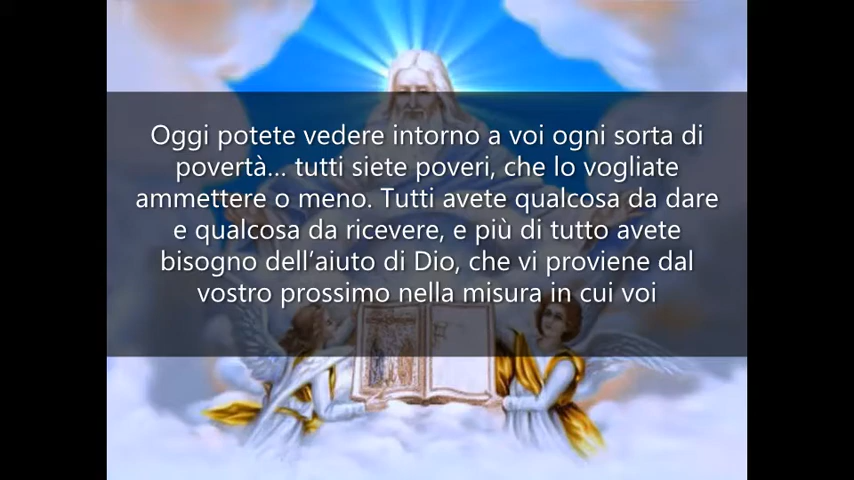 Oggi potete vedere intorno a voi ogni sorta di
povertà... tutti siete poveri, che lo vogliate
ammettere o meno. Tutti avete qualcosa da dare
e qualcosa da ricevere, e più di tutto avete
bisogno dell’aiuto di Dio, che vi proviene dal
vostro prossimo nella misura in cui voi